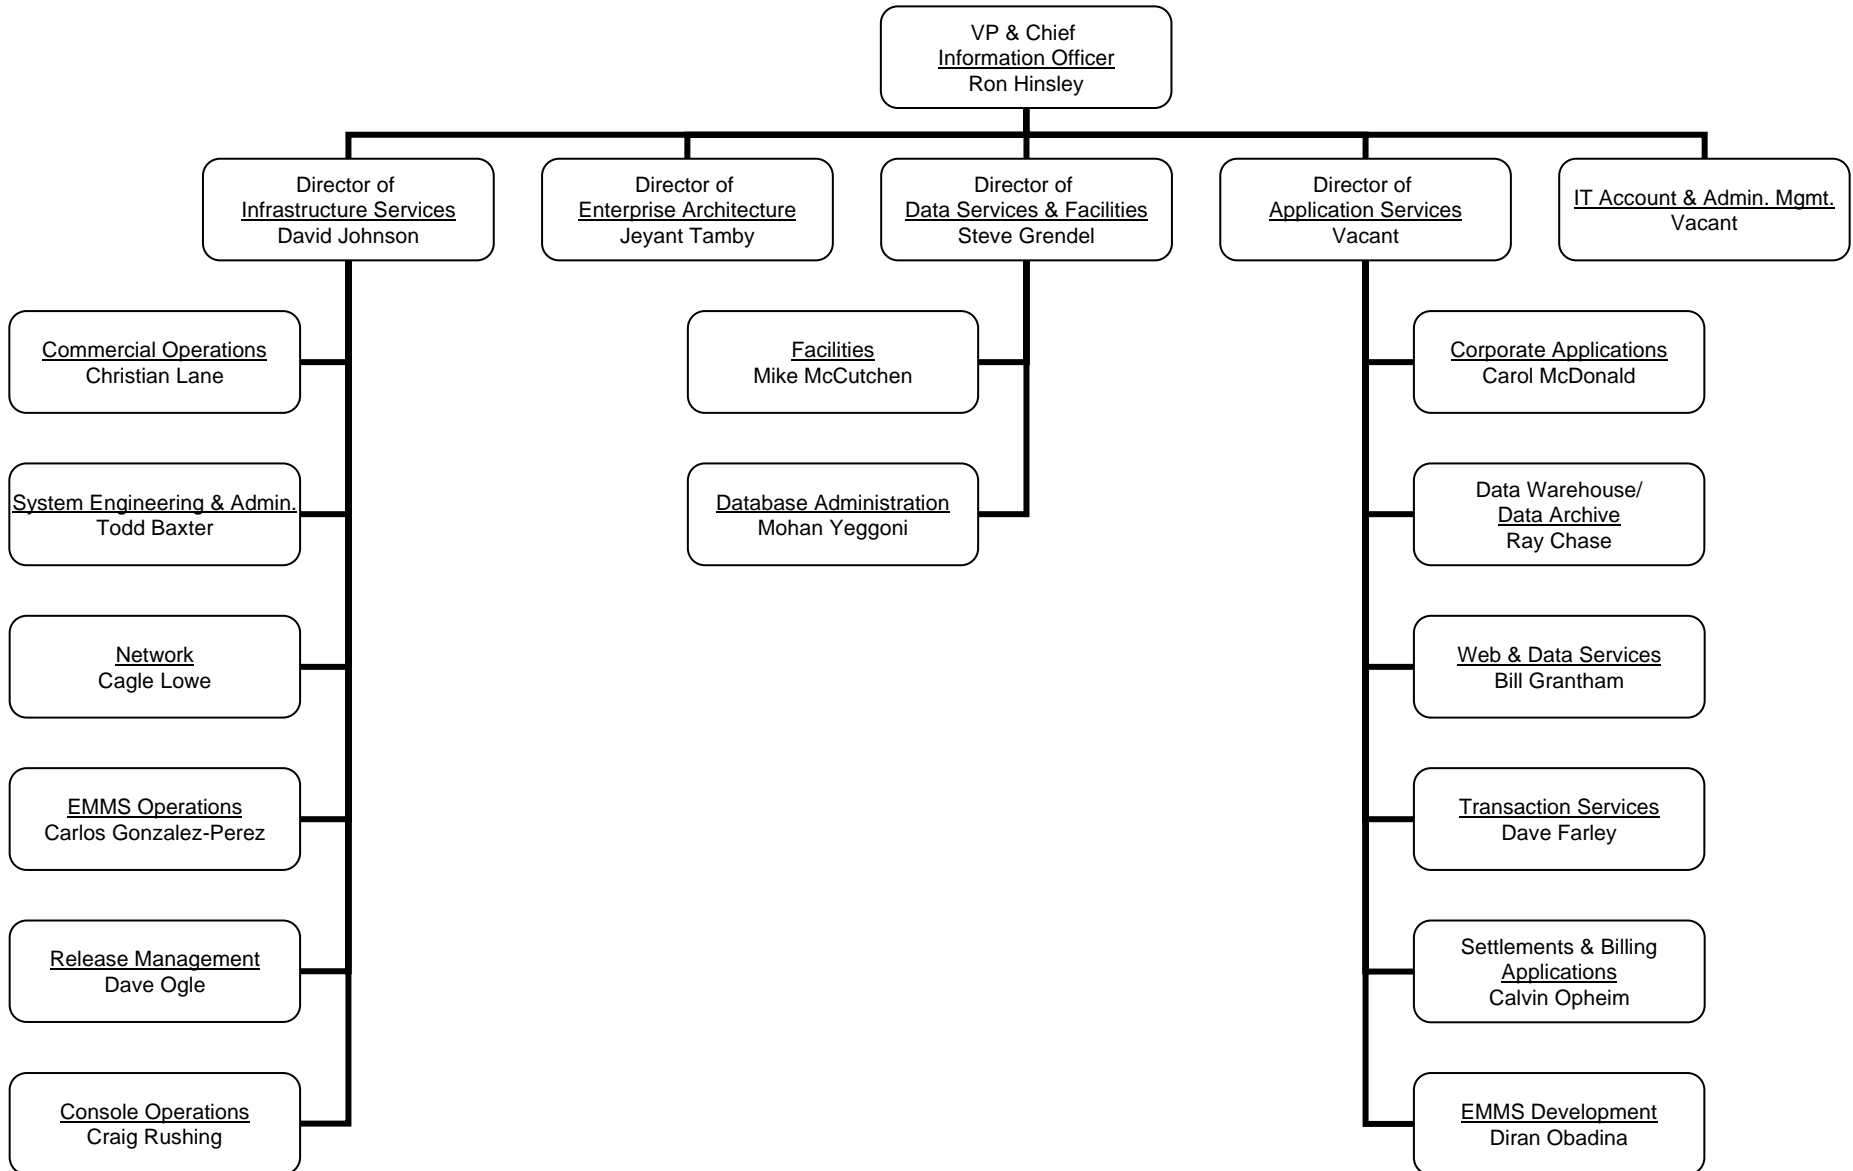 VP & Chief
Information Officer
Ron Hinsley
Director of
Infrastructure Services
David Johnson
Director of
Enterprise Architecture
Jeyant Tamby
Director of
Data Services & Facilities
Steve Grendel
Director of
Application Services
Vacant
IT Account & Admin. Mgmt.
Vacant
Commercial Operations
Christian Lane
Facilities
Mike McCutchen
Corporate Applications
Carol McDonald
System Engineering & Admin.
Todd Baxter
Database Administration
Mohan Yeggoni
Data Warehouse/
Data Archive
Ray Chase
Network
Cagle Lowe
Web & Data Services
Bill Grantham
EMMS Operations
Carlos Gonzalez-Perez
Transaction Services
Dave Farley
Release Management
Dave Ogle
Settlements & Billing
Applications
Calvin Opheim
Console Operations
Craig Rushing
EMMS Development
Diran Obadina